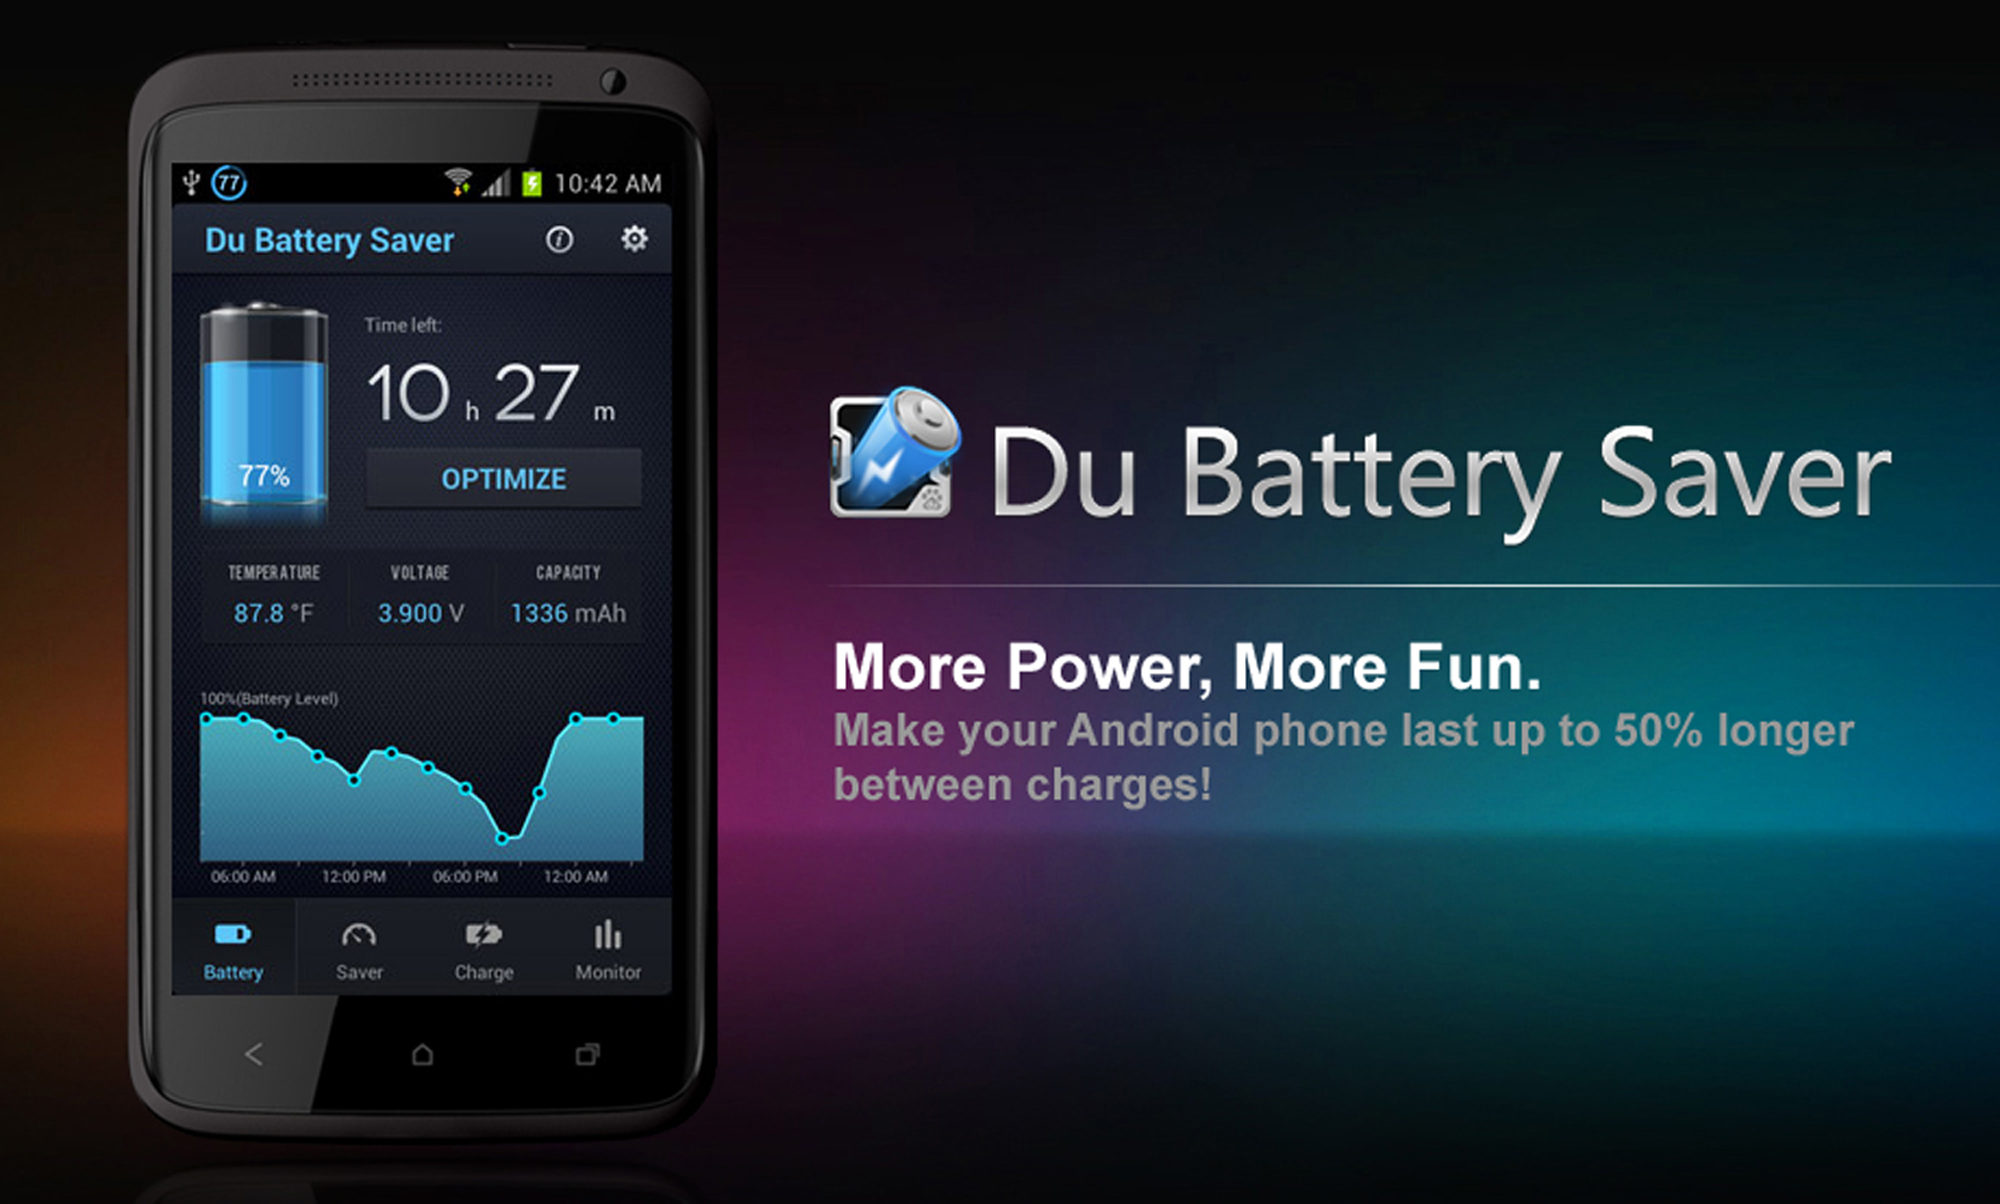 77 10:42 AM
Du Battery Saver
Time left:
10 h 27 m
77%
OPTIMIZE
TEMPERATURE VOLTAGE CAPACITY
87.8 °F 3.900 V 1336 mAh
100%(Battery Level)
06:00 AM 12:00 PM 06:00 PM 12:00 AM
Battery Saver Charge Monitor
Du Battery Saver
More Power, More Fun.
Make your Android phone last up to 50% longer
between charges!